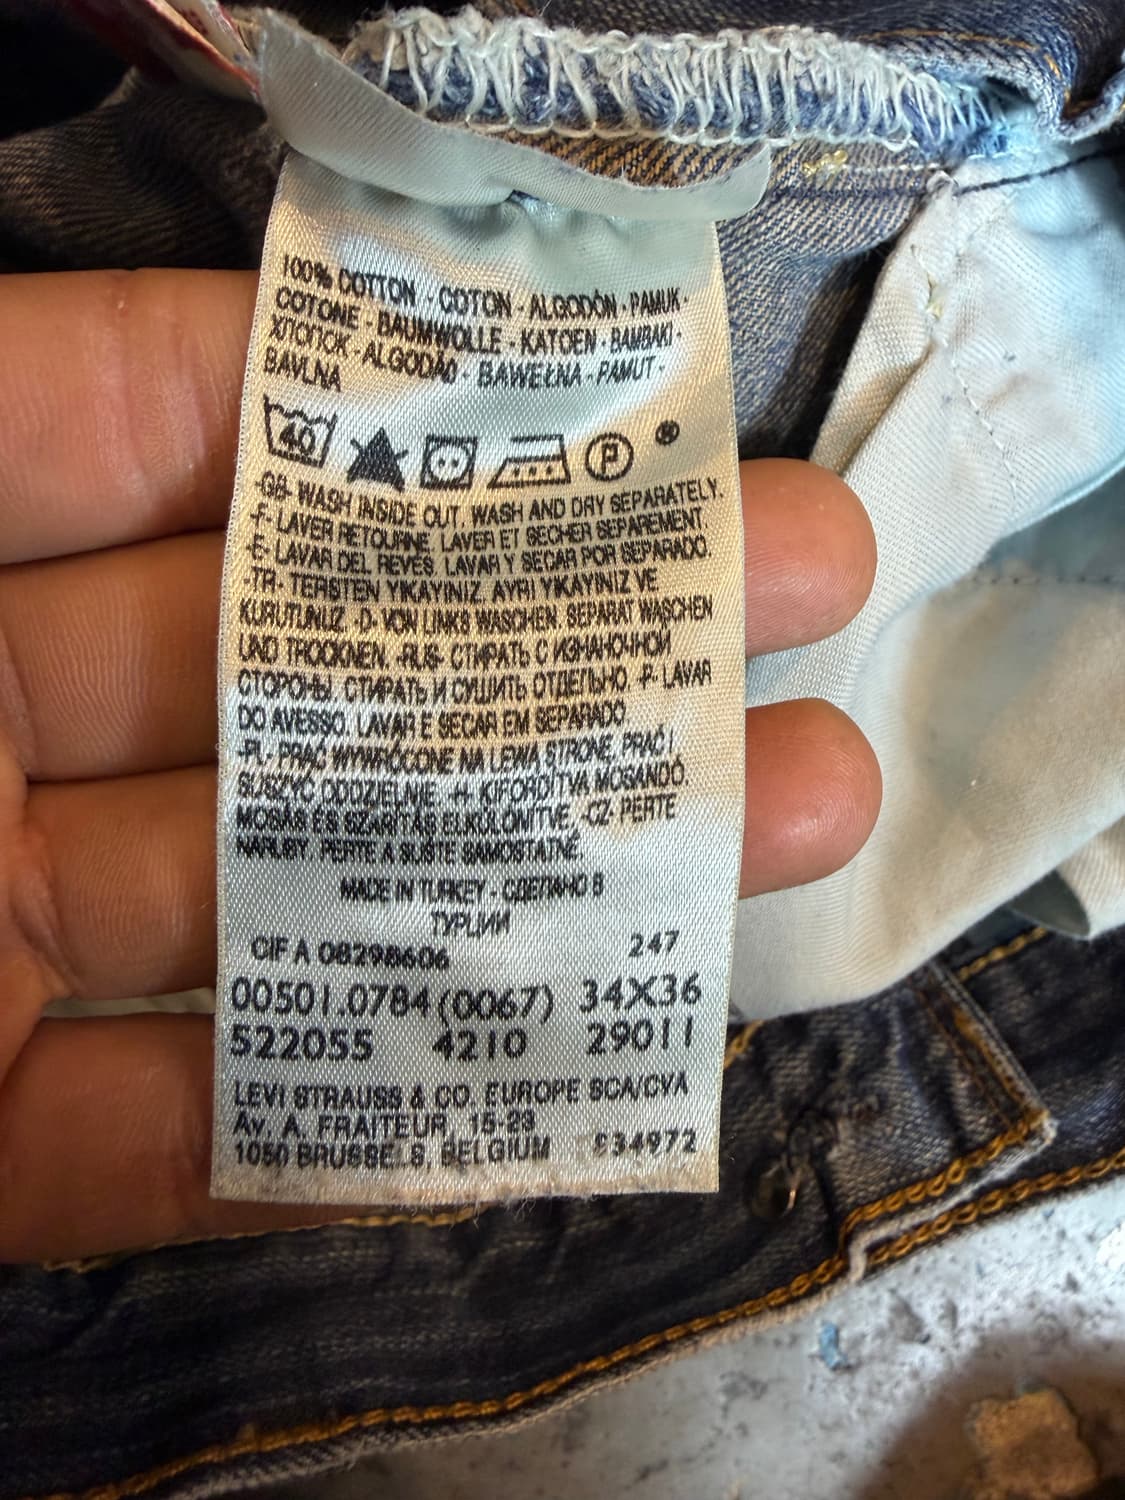 100% COTTON - COTON - ALGODÓN - PAMUK -
COTONE - BAUMWOLLE - KATOEN - BAMBAKI -
ХЛОПОК - ALGODÃO - BAWEŁNA - PAMUT -
BAVLNA
40 P
-GB- WASH INSIDE OUT. WASH AND DRY SEPARATELY.
-F- LAVER RETOURNE. LAVER ET SECHER SEPAREMENT.
-E- LAVAR DEL REVES. LAVAR Y SECAR POR SEPARADO.
-TR- TERSTEN YIKAYINIZ. AYRI YIKAYINIZ VE
KURUTUNUZ. -D- VON LINKS WASCHEN. SEPARAT WASCHEN
UND TROCKNEN. -RUS- СТИРАТЬ С ИЗНАНОЧНОЙ
СТОРОНЫ. СТИРАТЬ И СУШИТЬ ОТДЕЛЬНО. -P- LAVAR
DO AVESSO. LAVAR E SECAR EM SEPARADO
-PL- PRAĆ WYWRÓCONE NA LEWA STRONE. PRAĆ I
SUSZYĆ ODDZIELNIE. -H- KIFORDÍTVA MOSANDÓ.
MOSÁS ÉS SZARÍTÁS ELKÜLÖNÍTVE. -CZ- PERTE
NARUBY. PERTE A SUŠTE SAMOSTATNĚ.
MADE IN TURKEY - СДЕЛАНО В
ТУРЦИИ
CIF A 08298606 247
00501.0784 (0067) 34X36
522055 4210 29011
LEVI STRAUSS & CO. EUROPE SCA/CVA
Av. A. FRAITEUR, 15-23
1050 BRUSSELS, BELGIUM 934972